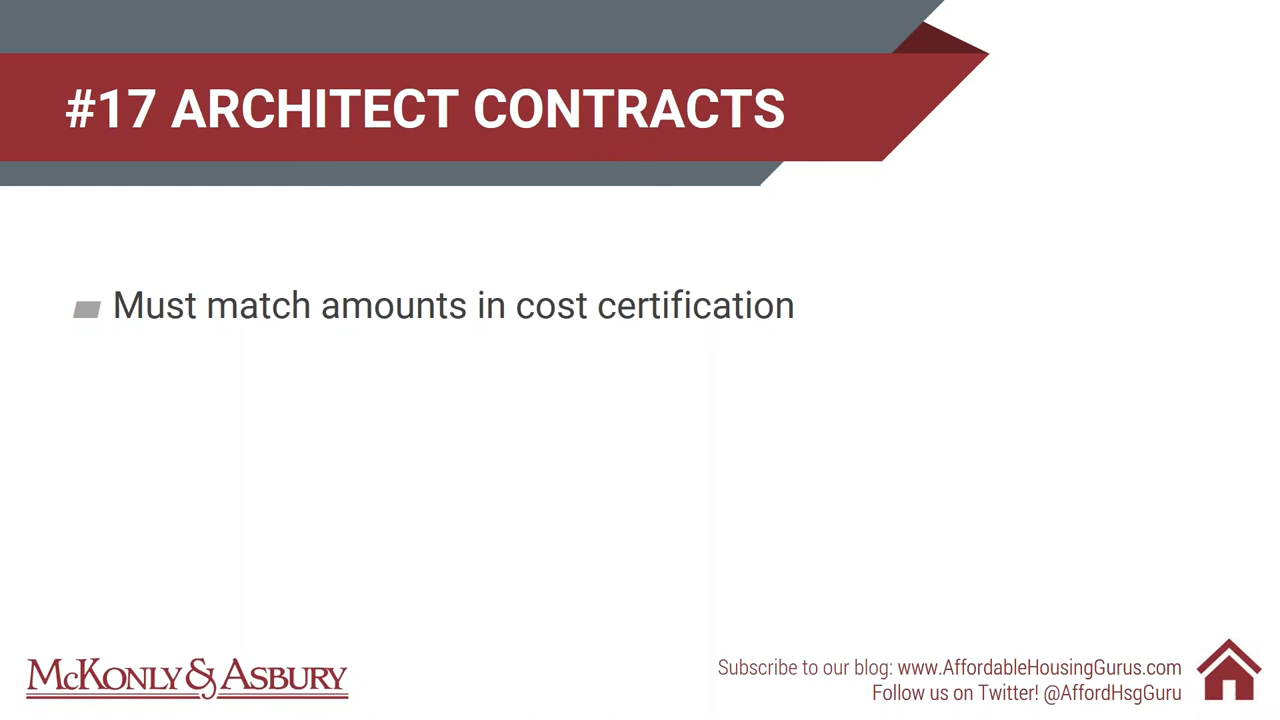 #17 ARCHITECT CONTRACTS
Must match amounts in cost certification
McKonly & Asbury
Subscribe to our blog: www.AffordableHousingGurus.com
Follow us on Twitter! @AffordHsgGuru